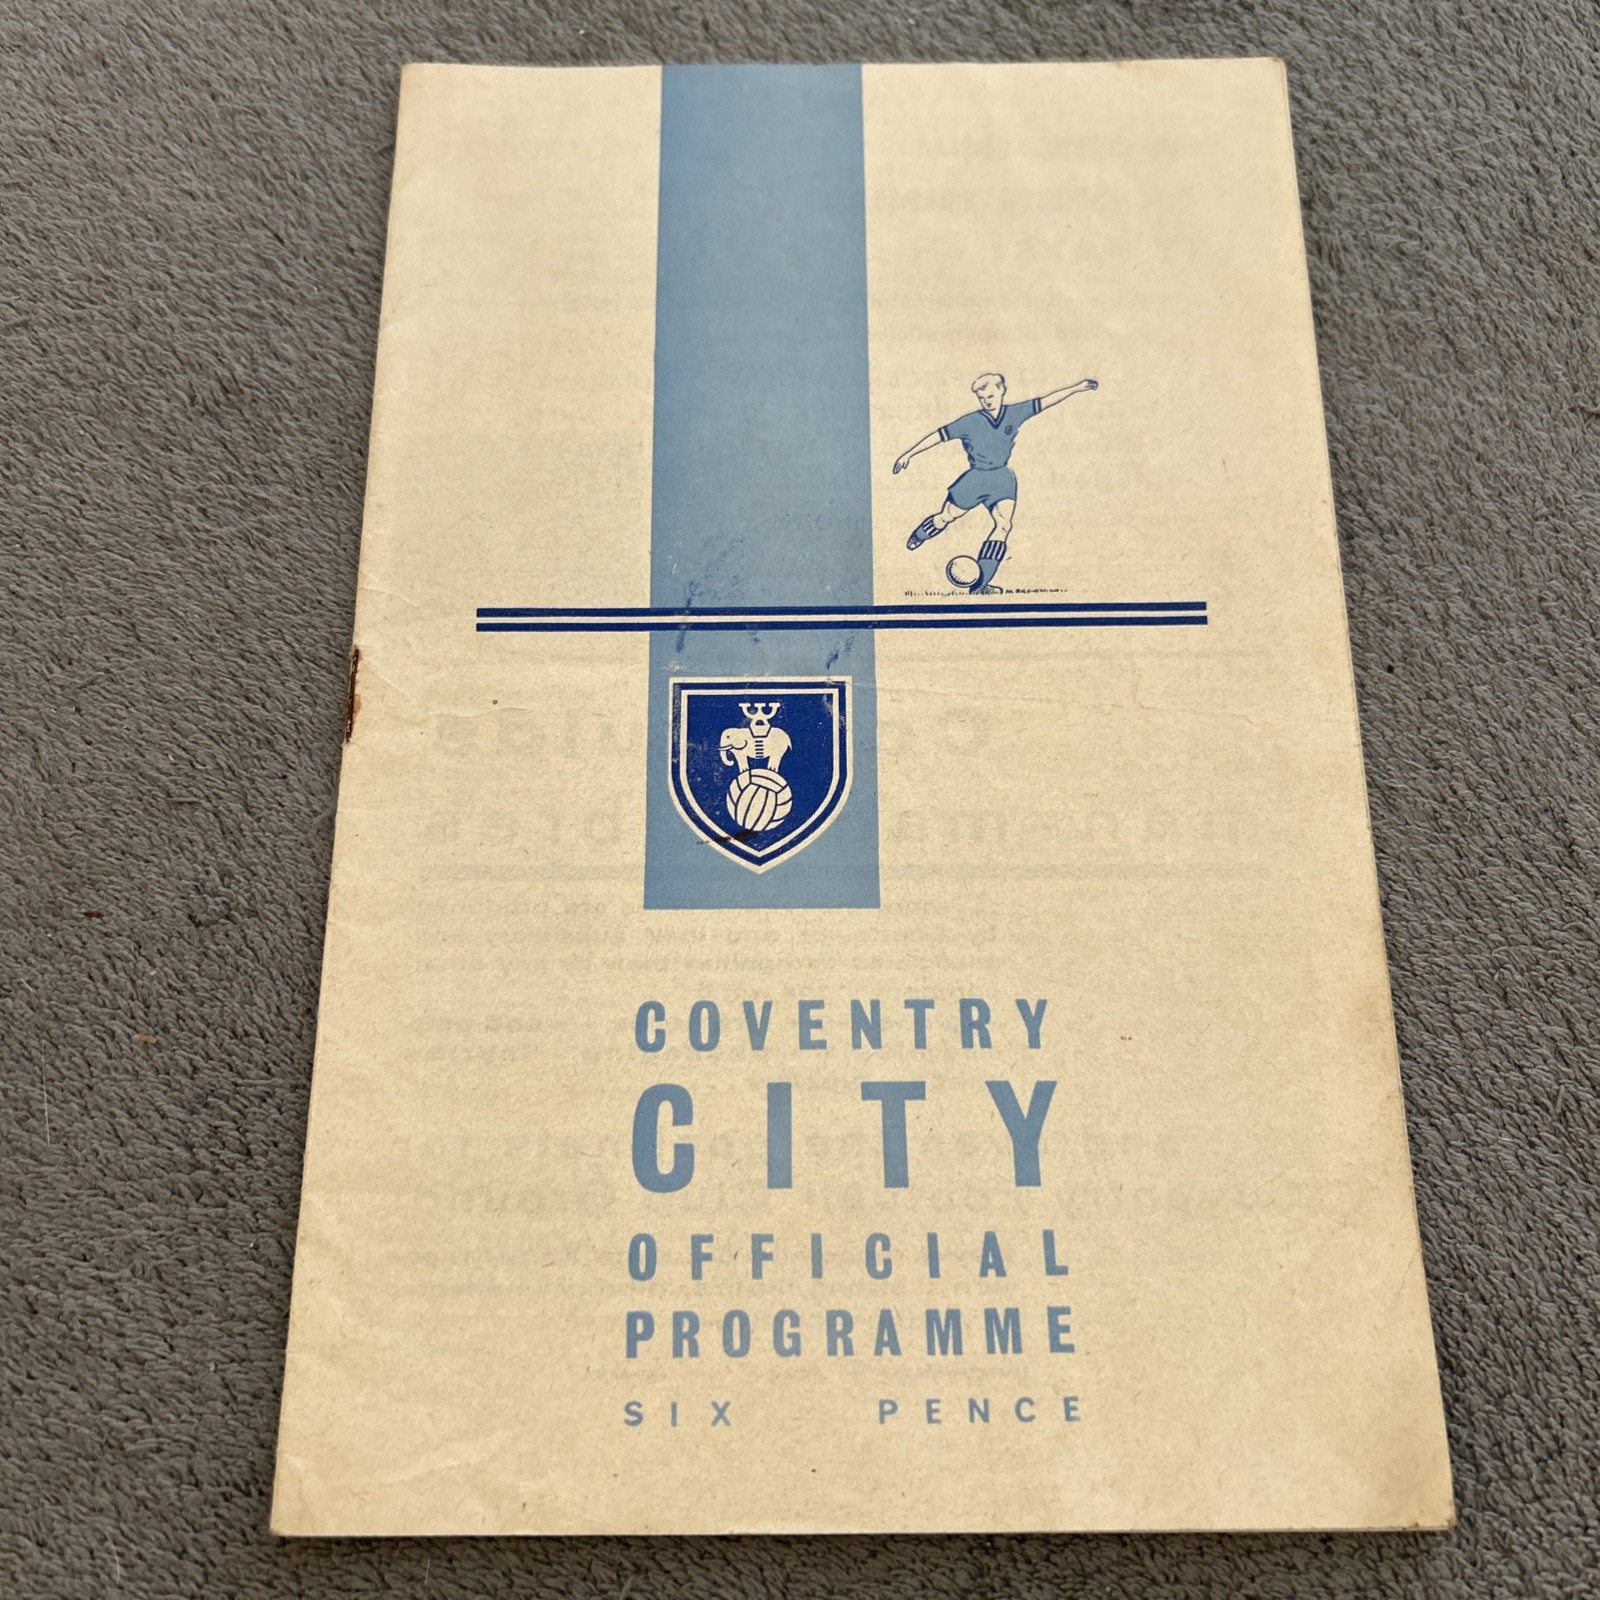 COVENTRY
CITY
OFFICIAL
PROGRAMME
SIX PENCE